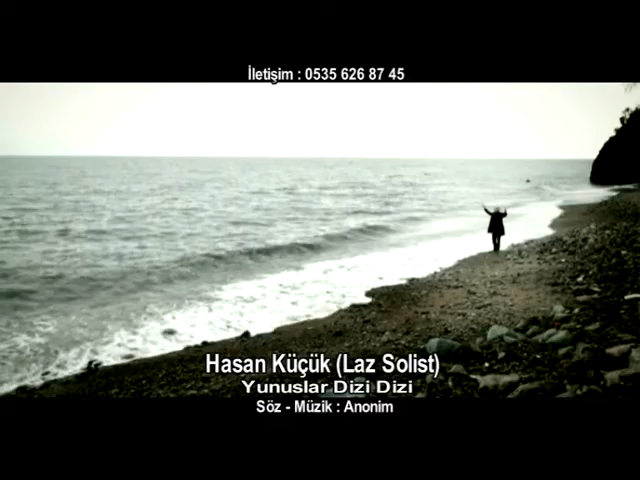 İletişim : 0535 626 87 45
Hasan Küçük (Laz Solist)
Yunuslar Dizi Dizi
Söz - Müzik : Anonim